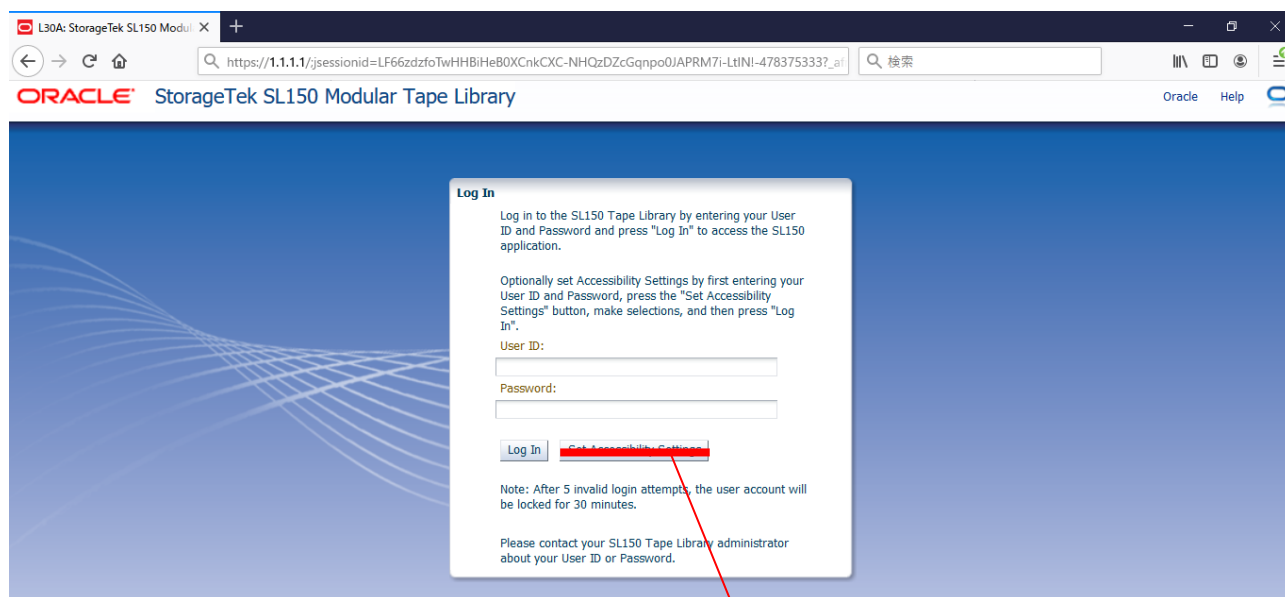 L30A: StorageTek SL150 Modul
https://1.1.1.1/;jsessionid=LF66zdzfoTwHHBiHeB0XCnkCXC-NHQzDZcGqnpo0JAPRM7i-LtIN!-478375333?_af
検索
ORACLE StorageTek SL150 Modular Tape Library
Oracle Help
Log In
Log in to the SL150 Tape Library by entering your User
ID and Password and press "Log In" to access the SL150
application.
Optionally set Accessibility Settings by first entering your
User ID and Password, press the "Set Accessibility
Settings" button, make selections, and then press "Log
In".
User ID:
Password:
Log In Set Accessibility Settings
Note: After 5 invalid login attempts, the user account will
be locked for 30 minutes.
Please contact your SL150 Tape Library administrator
about your User ID or Password.